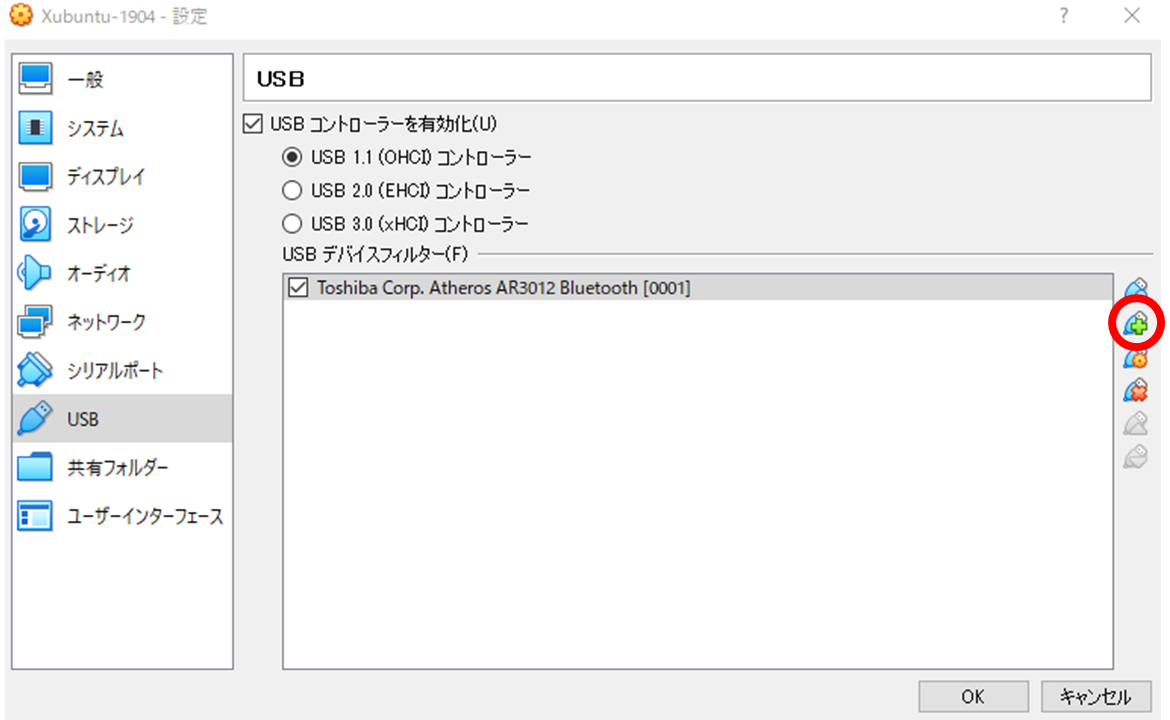 Xubuntu-1904 - 設定
?
一般
システム
ディスプレイ
ストレージ
オーディオ
ネットワーク
シリアルポート
USB
共有フォルダー
ユーザーインターフェース
USB
USB コントローラーを有効化(U)
USB 1.1 (OHCI) コントローラー
USB 2.0 (EHCI) コントローラー
USB 3.0 (xHCI) コントローラー
USB デバイスフィルター(F)
Toshiba Corp. Atheros AR3012 Bluetooth [0001]
OK
キャンセル